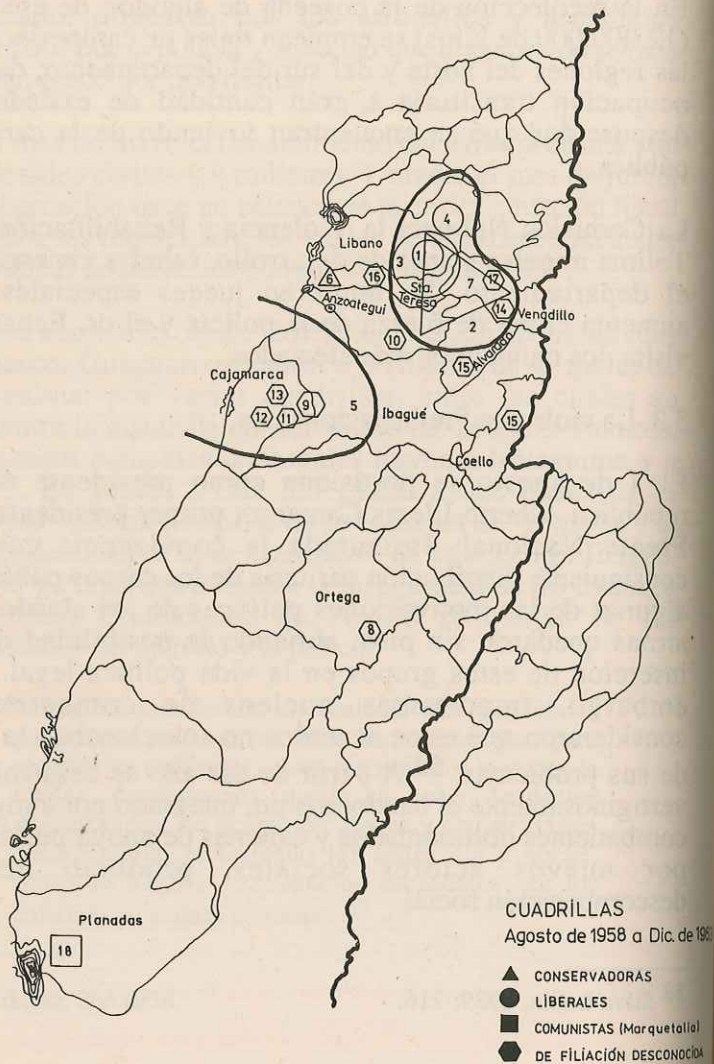 4
Libano
1
3
6
16
Sta.
Teresa
7
17
Anzoategui
14
Venadillo
2
10
Alvarado
15
Cajamarca
13
9
5
Ibagué
12
11
15
Coello
Ortega
8
Planadas
18
CUADRILLAS
Agosto de 1958 a Dic. de 196
CONSERVADORAS
LIBERALES
COMUNISTAS (Marquetalia)
DE FILIACIÓN DESCONOCIDA